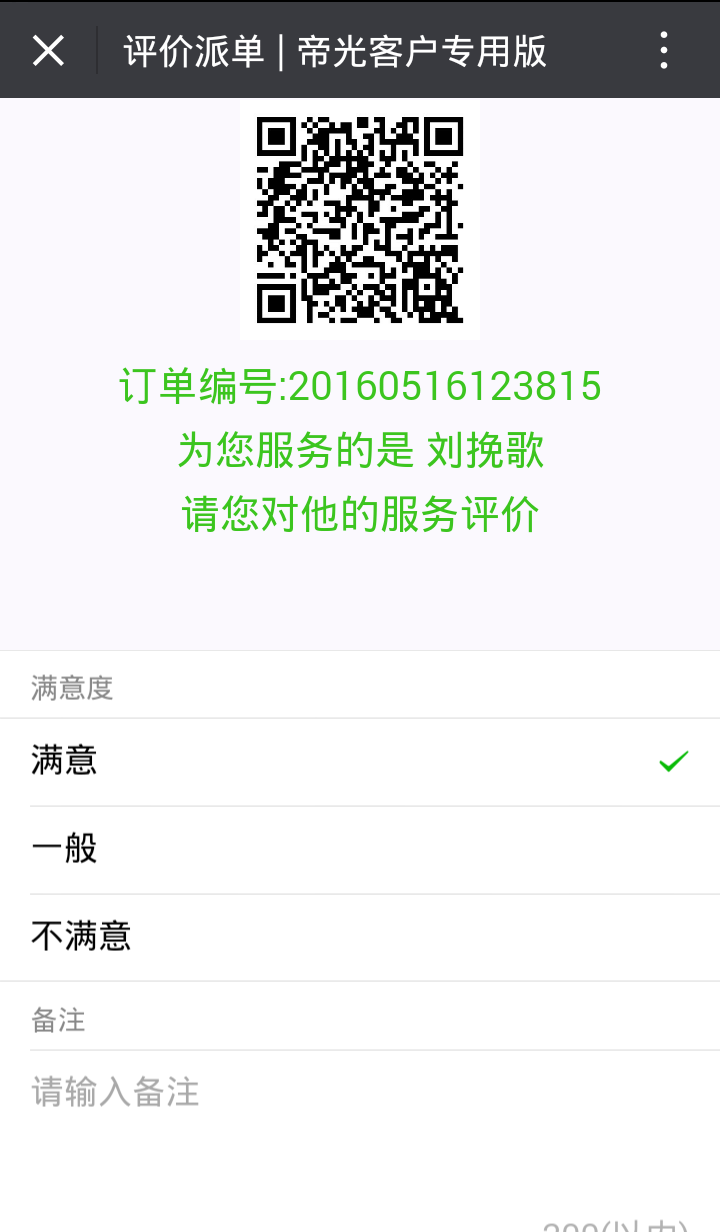 评价派单 | 帝光客户专用版
订单编号:20160516123815
为您服务的是 刘挽歌
请您对他的服务评价
满意度
满意
一般
不满意
备注
请输入备注